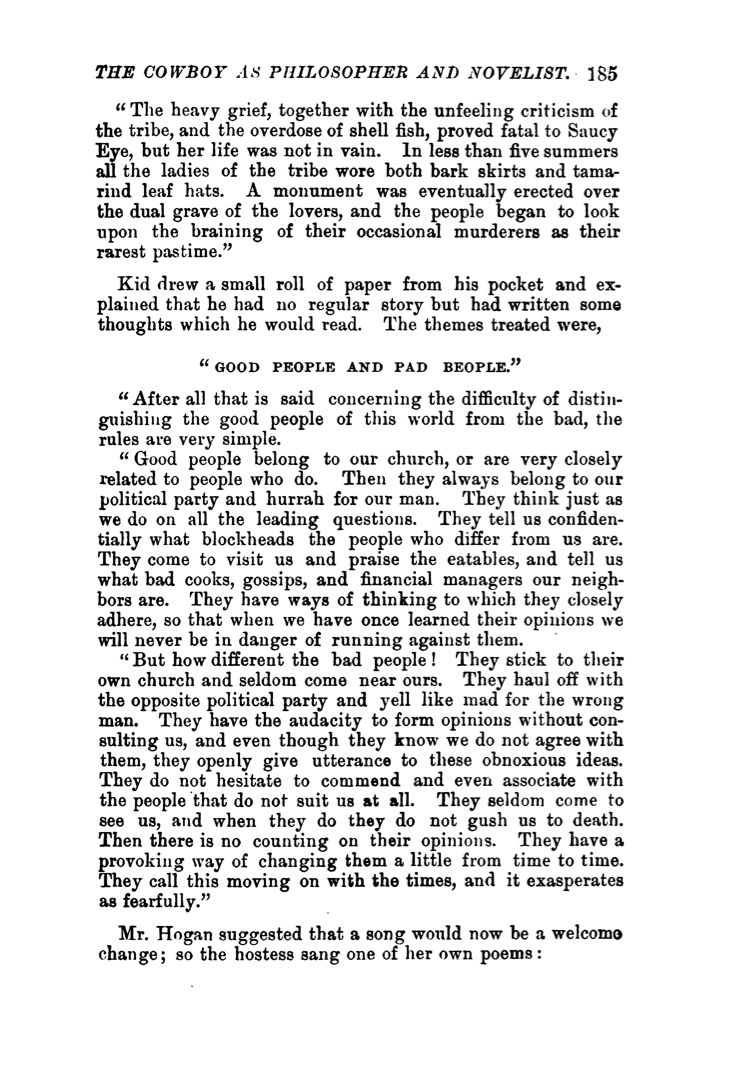 THE COWBOY AS PHILOSOPHER AND NOVELIST. 185
“The heavy grief, together with the unfeeling criticism of
the tribe, and the overdose of shell fish, proved fatal to Saucy
Eye, but her life was not in vain. In less than five summers
all the ladies of the tribe wore both bark skirts and tama-
rind leaf hats. A monument was eventually erected over
the dual grave of the lovers, and the people began to look
upon the braining of their occasional murderers as their
rarest pastime.”
Kid drew a small roll of paper from his pocket and ex-
plained that he had no regular story but had written some
thoughts which he would read. The themes treated were,
“GOOD PEOPLE AND PAD BEOPLE.”
“After all that is said concerning the difficulty of distin-
guishing the good people of this world from the bad, the
rules are very simple.
“Good people belong to our church, or are very closely
related to people who do. Then they always belong to our
political party and hurrah for our man. They think just as
we do on all the leading questions. They tell us confiden-
tially what blockheads the people who differ from us are.
They come to visit us and praise the eatables, and tell us
what bad cooks, gossips, and financial managers our neigh-
bors are. They have ways of thinking to which they closely
adhere, so that when we have once learned their opinions we
will never be in danger of running against them.
“But how different the bad people! They stick to their
own church and seldom come near ours. They haul off with
the opposite political party and yell like mad for the wrong
man. They have the audacity to form opinions without con-
sulting us, and even though they know we do not agree with
them, they openly give utterance to these obnoxious ideas.
They do not hesitate to commend and even associate with
the people that do not suit us at all. They seldom come to
see us, and when they do they do not gush us to death.
Then there is no counting on their opinions. They have a
provoking way of changing them a little from time to time.
They call this moving on with the times, and it exasperates
as fearfully.”
Mr. Hogan suggested that a song would now be a welcome
change; so the hostess sang one of her own poems: